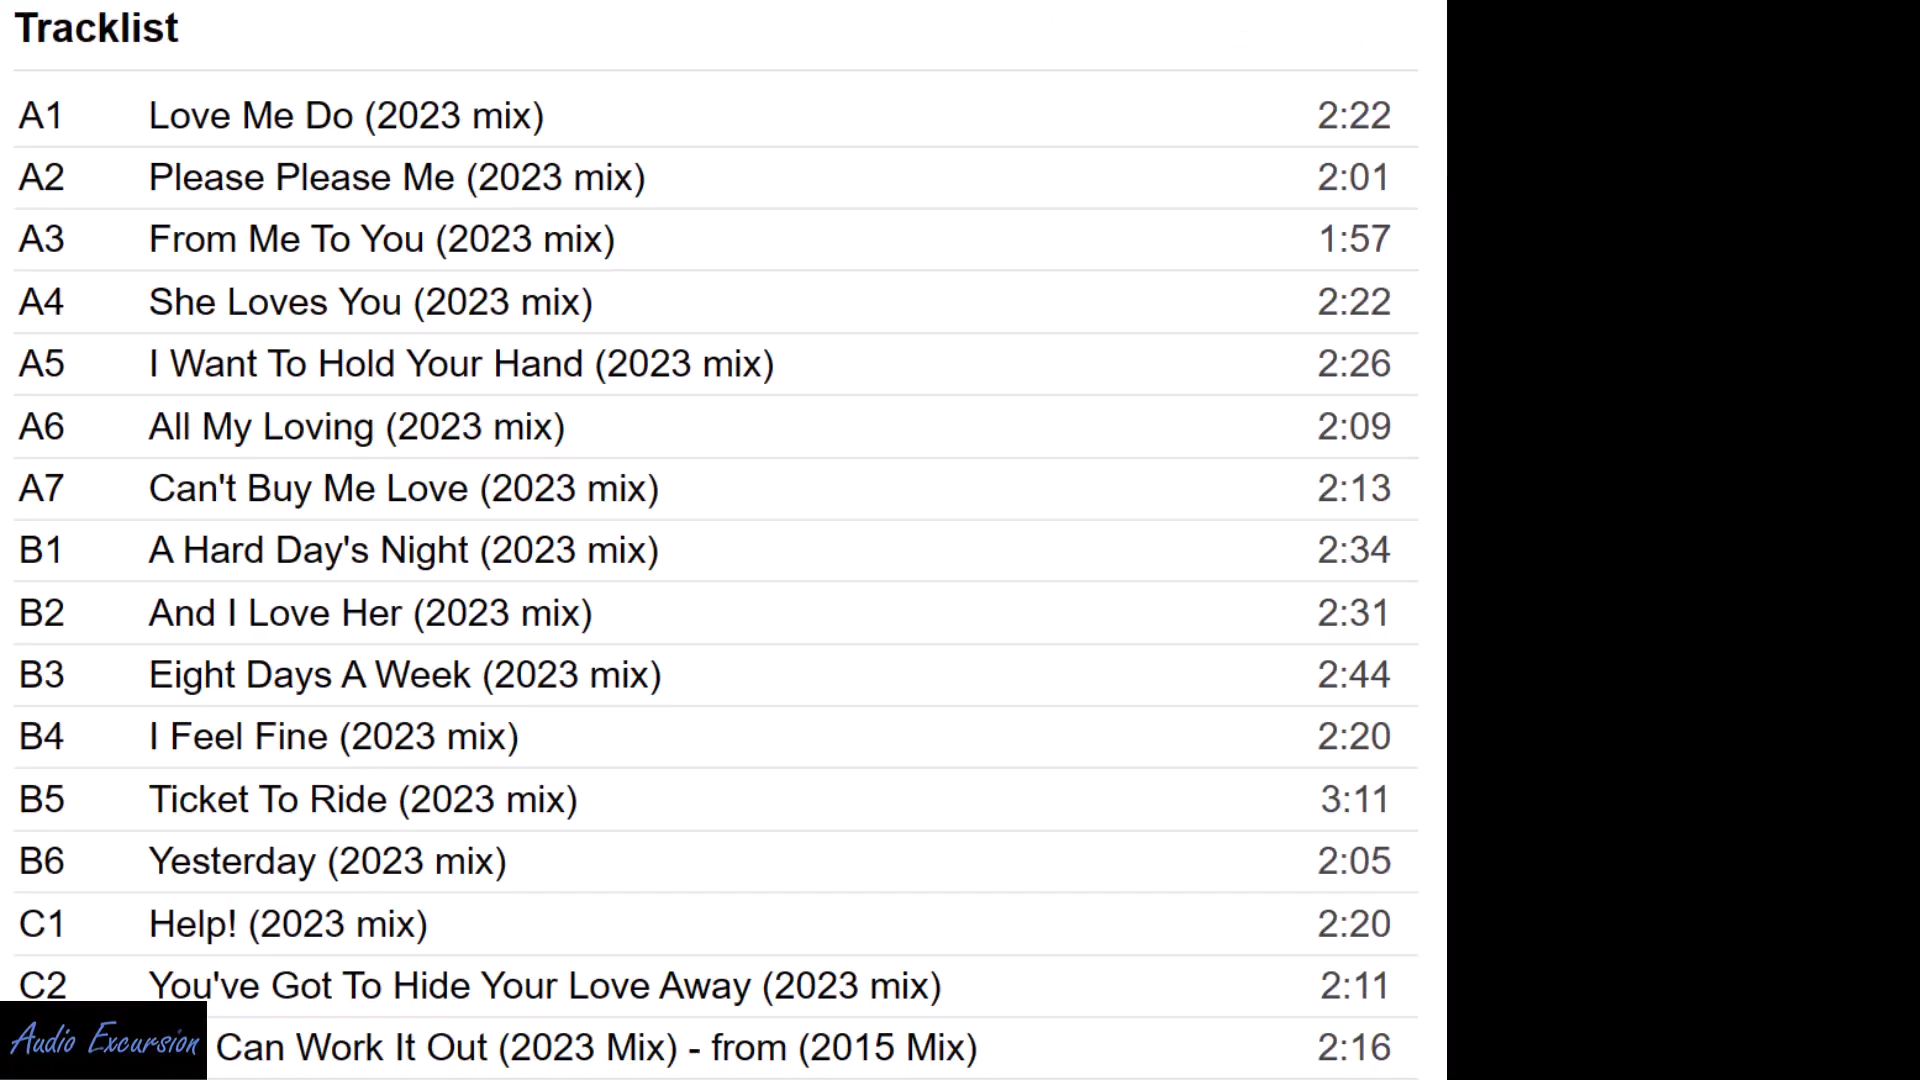 Tracklist
A1 Love Me Do (2023 mix) 2:22
A2 Please Please Me (2023 mix) 2:01
A3 From Me To You (2023 mix) 1:57
A4 She Loves You (2023 mix) 2:22
A5 I Want To Hold Your Hand (2023 mix) 2:26
A6 All My Loving (2023 mix) 2:09
A7 Can't Buy Me Love (2023 mix) 2:13
B1 A Hard Day's Night (2023 mix) 2:34
B2 And I Love Her (2023 mix) 2:31
B3 Eight Days A Week (2023 mix) 2:44
B4 I Feel Fine (2023 mix) 2:20
B5 Ticket To Ride (2023 mix) 3:11
B6 Yesterday (2023 mix) 2:05
C1 Help! (2023 mix) 2:20
C2 You've Got To Hide Your Love Away (2023 mix) 2:11
Can Work It Out (2023 Mix) - from (2015 Mix) 2:16
Audio Excursion